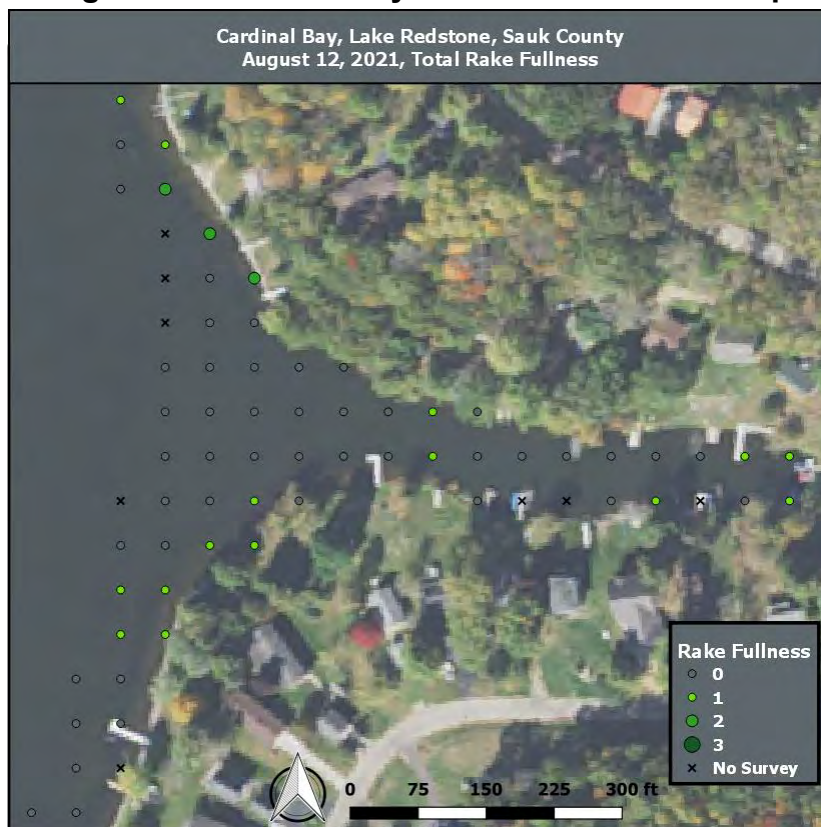 Cardinal Bay, Lake Redstone, Sauk County
August 12, 2021, Total Rake Fullness
Rake Fullness
0
1
2
3
No Survey
0 75 150 225 300 ft